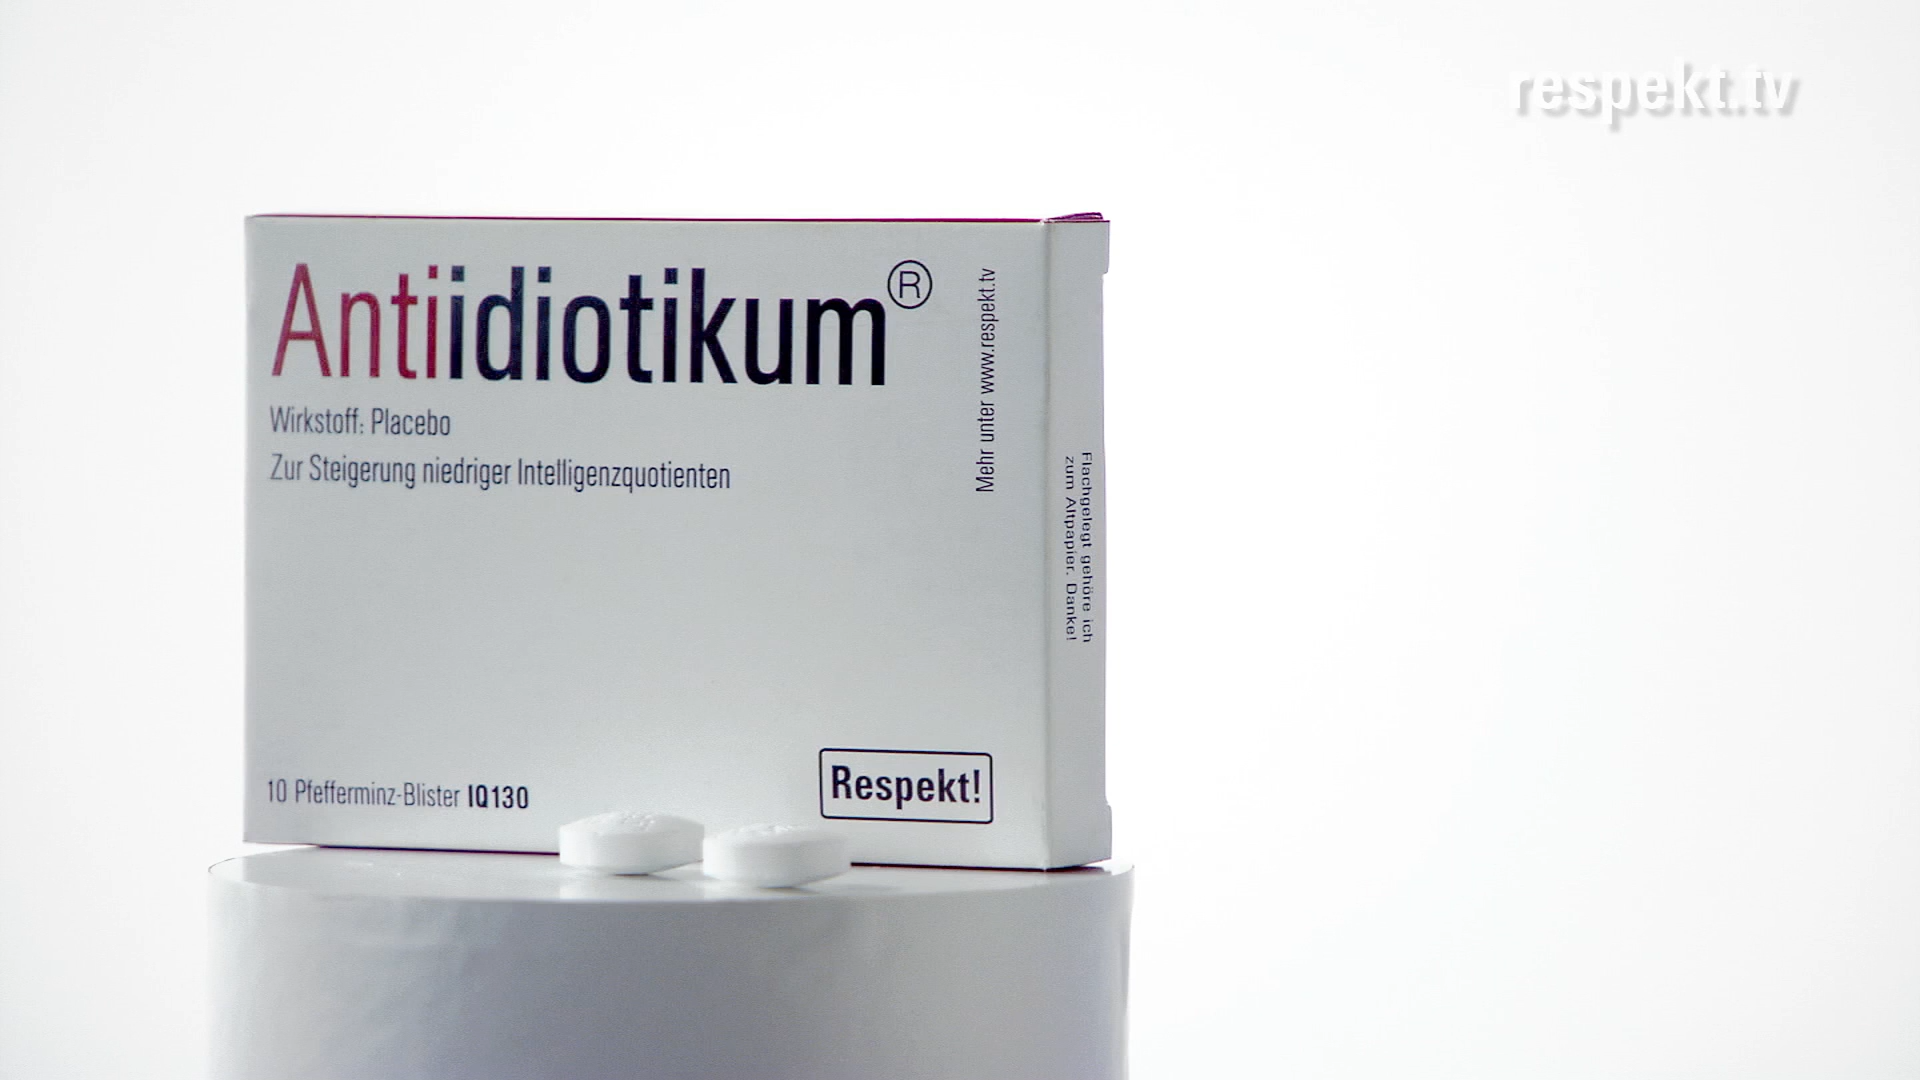 respekt.tv
Antiidiotikum®
Wirkstoff: Placebo
Zur Steigerung niedriger Intelligenzquotienten
Mehr unter www.respekt.tv
Flachgelegt gehöre ich
zum Altpapier. Danke!
10 Pfefferminz-Blister IQ130
Respekt!